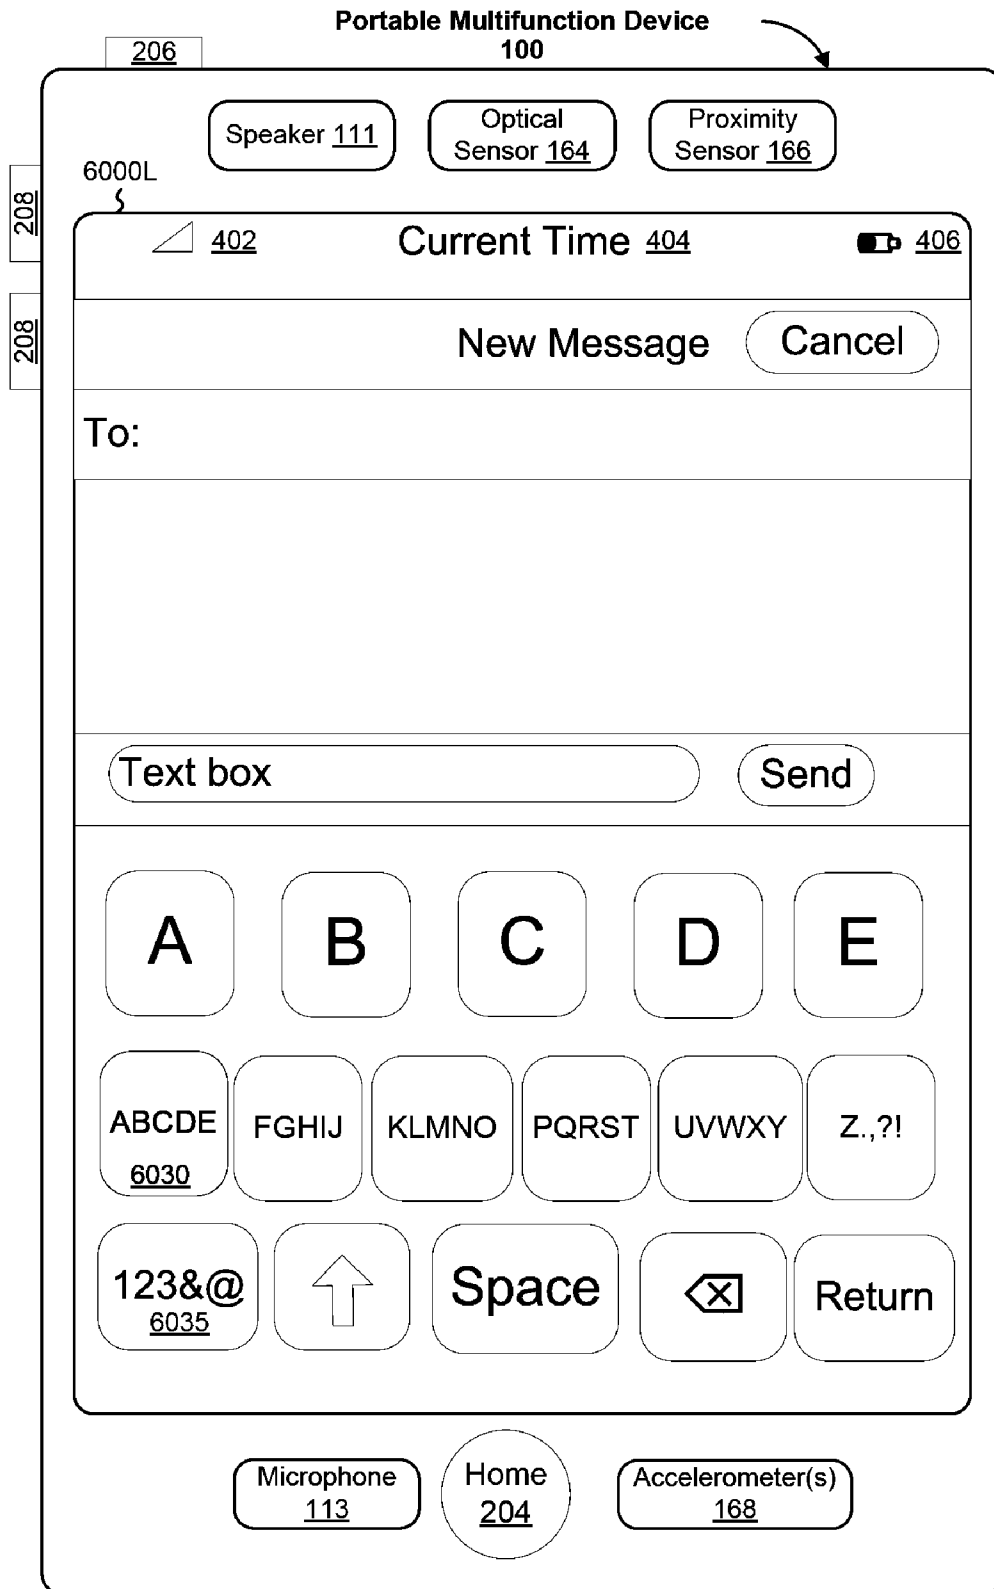 Portable Multifunction Device
100
206
Speaker 111
Optical
Sensor 164
Proximity
Sensor 166
6000L
208
402
Current Time 404
406
208
New Message
Cancel
To:
Text box
Send
A
B
C
D
E
ABCDE
6030
FGHIJ
KLMNO
PQRST
UVWXY
Z.,?!
123&@
6035
Space
Return
Microphone
113
Home
204
Accelerometer(s)
168